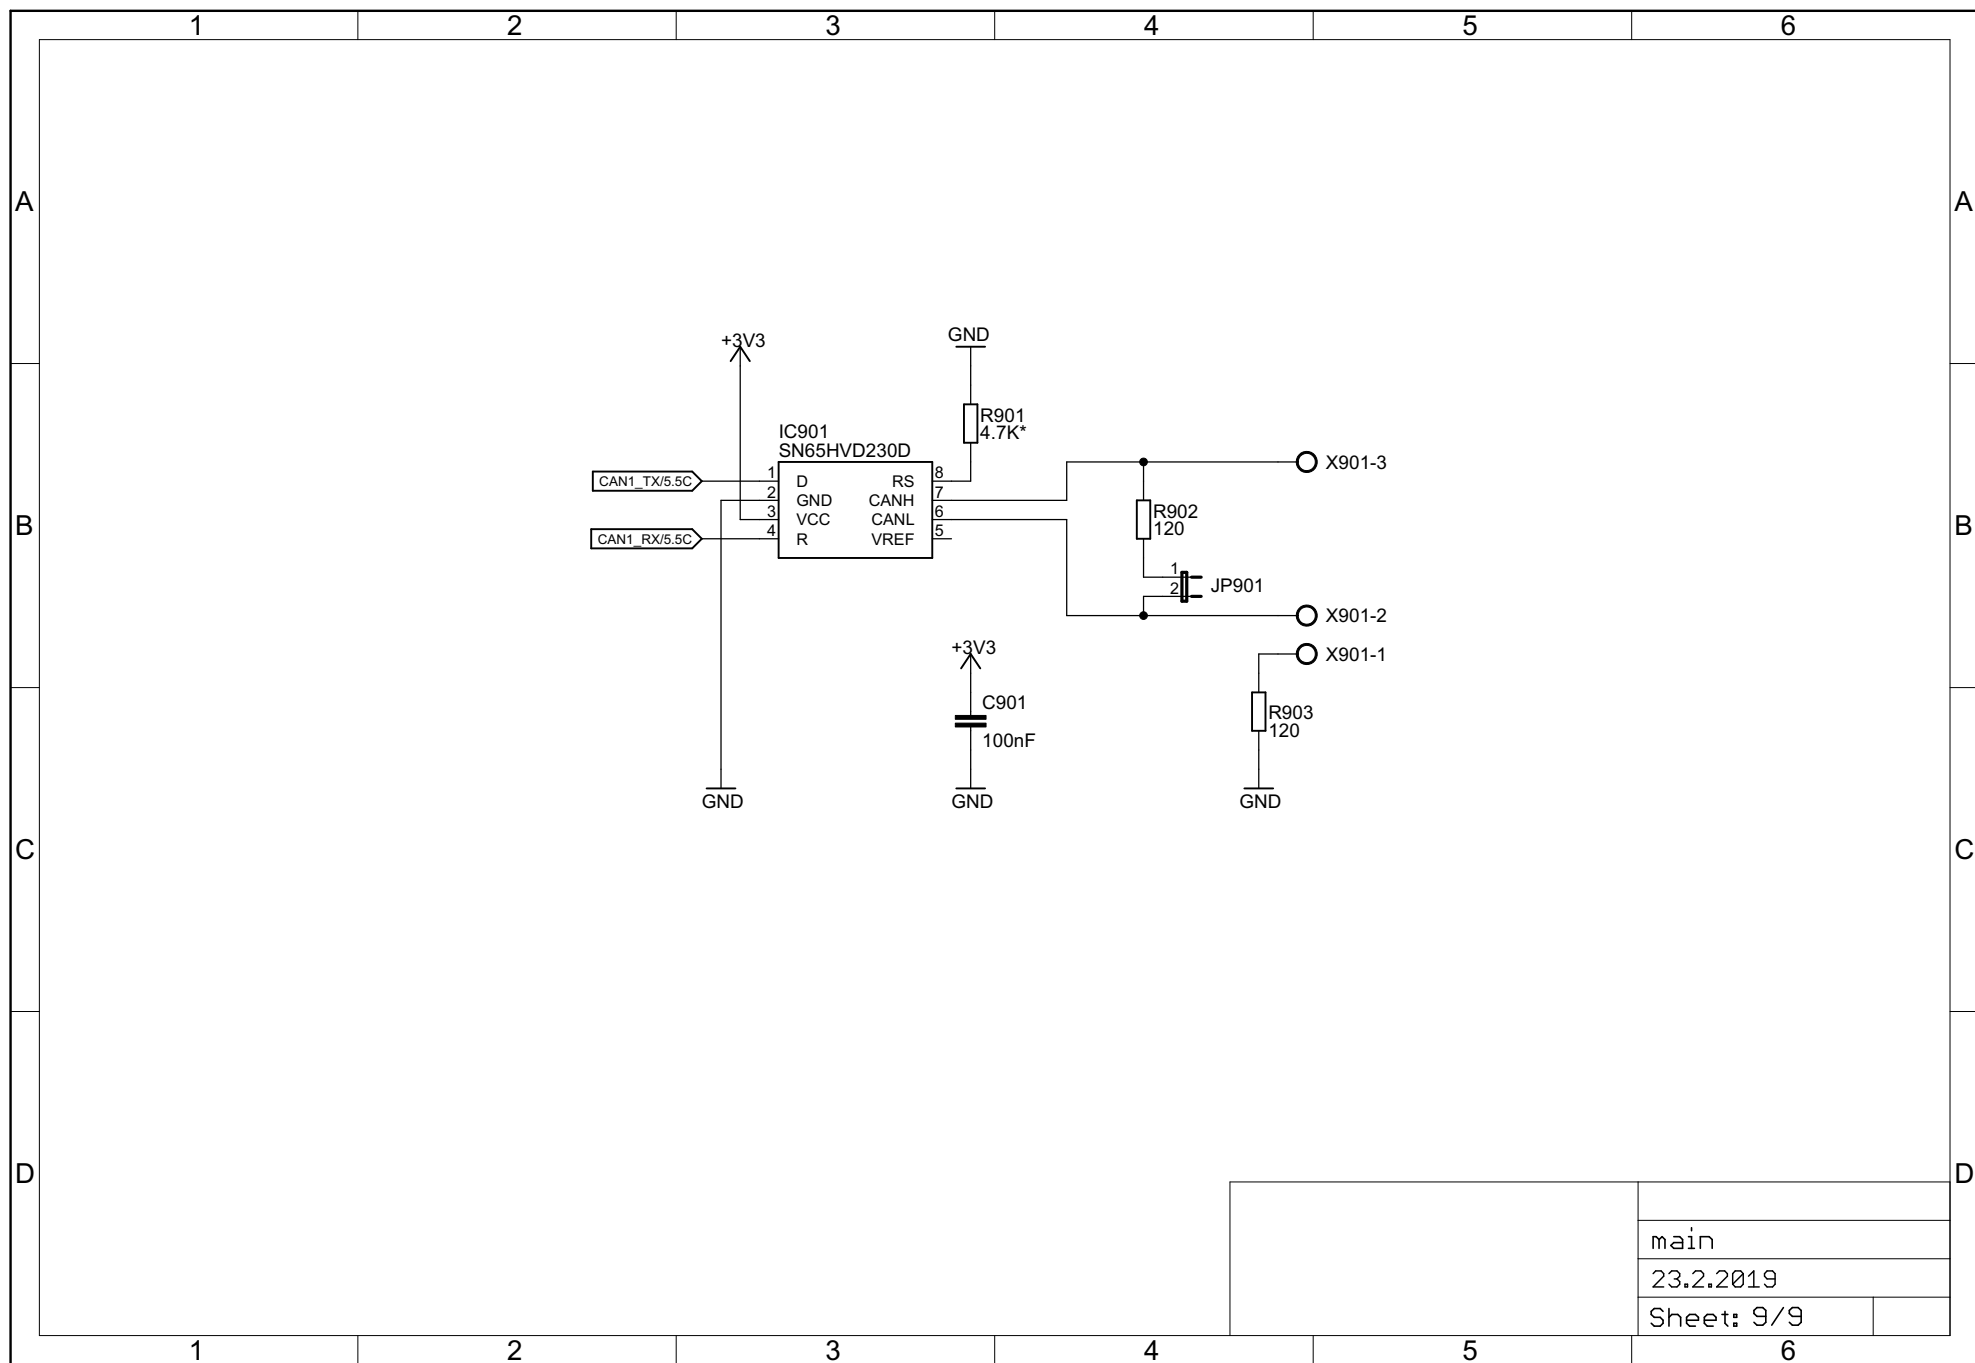 1 2 3 4 5 6
A A
+3V3
GND
R901
4.7K*
IC901
SN65HVD230D
X901-3
CAN1_TX/5.5C 1 D RS 8
2 GND CANH 7
3 VCC CANL 6
CAN1_RX/5.5C 4 R VREF 5
R902
120
B B
1
2 JP901
X901-2
+3V3
X901-1
C901
100nF
R903
120
GND GND GND
C C
D D
main
23.2.2019
Sheet: 9/9
1 2 3 4 5 6